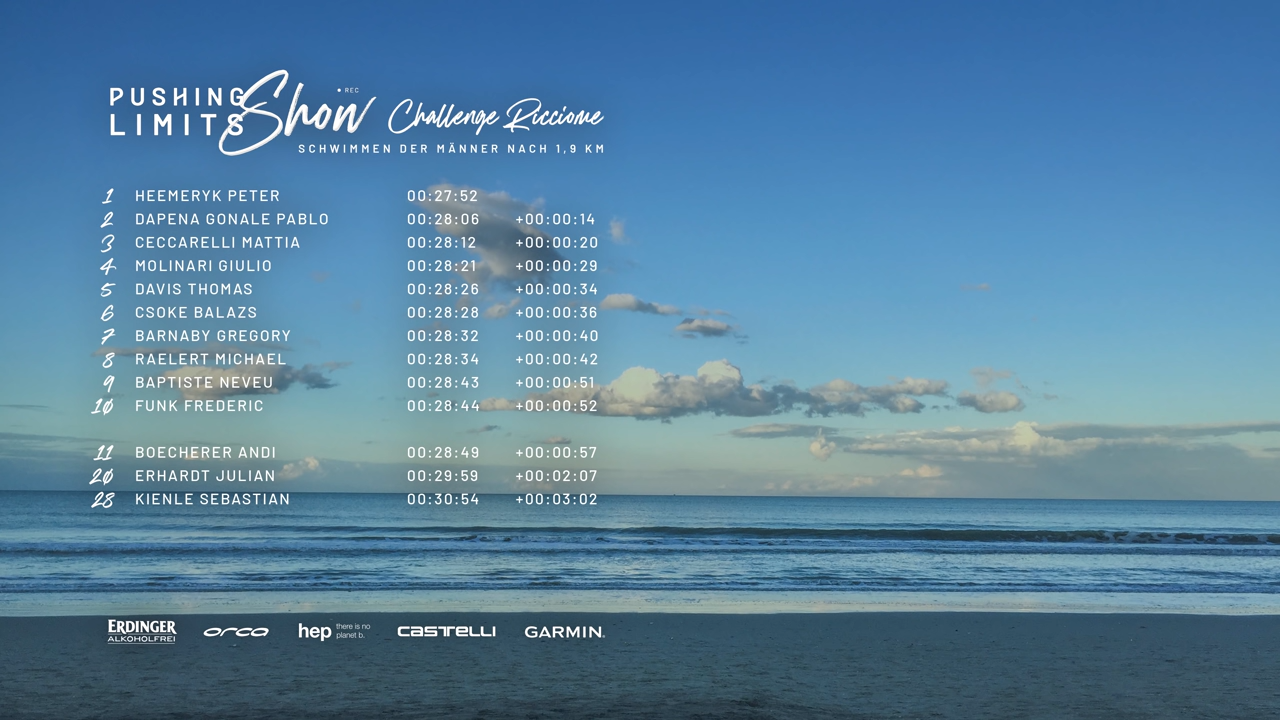 PUSHING LIMITS Show
REC
Challenge Riccione
SCHWIMMEN DER MÄNNER NACH 1,9 KM
1 HEEMERYK PETER 00:27:52
2 DAPENA GONALE PABLO 00:28:06 +00:00:14
3 CECCARELLI MATTIA 00:28:12 +00:00:20
4 MOLINARI GIULIO 00:28:21 +00:00:29
5 DAVIS THOMAS 00:28:26 +00:00:34
6 CSOKE BALAZS 00:28:28 +00:00:36
7 BARNABY GREGORY 00:28:32 +00:00:40
8 RAELERT MICHAEL 00:28:34 +00:00:42
9 BAPTISTE NEVEU 00:28:43 +00:00:51
10 FUNK FREDERIC 00:28:44 +00:00:52
11 BOECHERER ANDI 00:28:49 +00:00:57
20 ERHARDT JULIAN 00:29:59 +00:02:07
28 KIENLE SEBASTIAN 00:30:54 +00:03:02
ERDINGER ALKOHOLFREI
orca
hep there is no planet b.
CASTELLI
GARMIN.